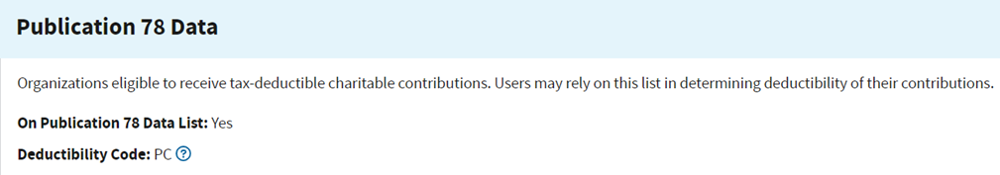 Publication 78 Data
Organizations eligible to receive tax-deductible charitable contributions. Users may rely on this list in determining deductibility of their contributions.
On Publication 78 Data List: Yes
Deductibility Code: PC ?